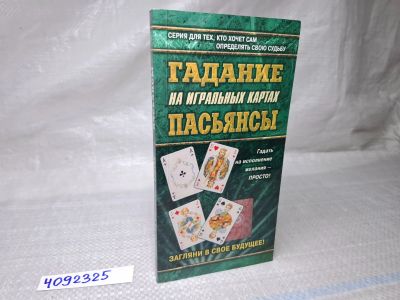 СЕРИЯ ДЛЯ ТЕХ, КТО ХОЧЕТ САМ
ОПРЕДЕЛЯТЬ СВОЮ СУДЬБУ
ГАДАНИЕ
НА ИГРАЛЬНЫХ КАРТАХ
ПАСЬЯНСЫ
Гадать
на исполнение
желания —
ПРОСТО!
ЗАГЛЯНИ В СВОЕ БУДУЩЕЕ!
4092325